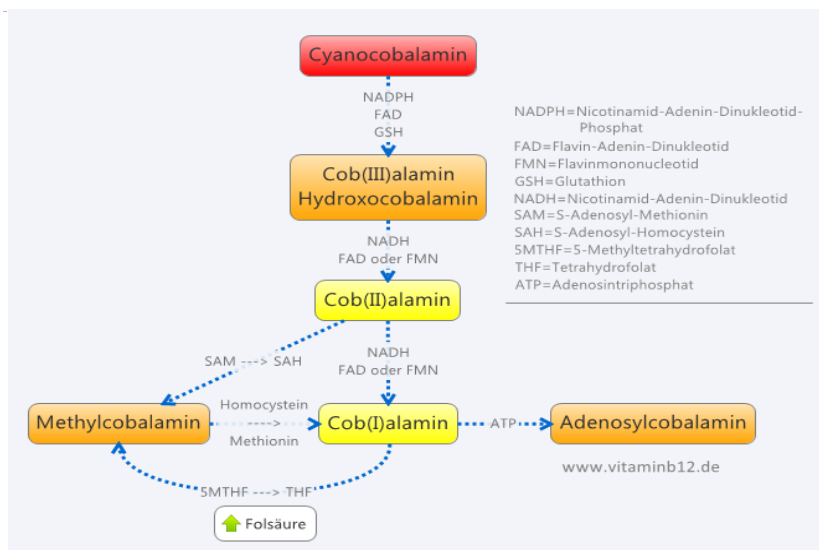 Cyanocobalamin
NADPH
FAD
GSH
Cob(III)alamin
Hydroxocobalamin
NADH
FAD oder FMN
Cob(II)alamin
SAM ---> SAH
NADH
FAD oder FMN
Methylcobalamin
Homocystein
---->
Methionin
Cob(I)alamin
ATP
Adenosylcobalamin
5MTHF ---> THF
Folsäure
NADPH=Nicotinamid-Adenin-Dinukleotid-
Phosphat
FAD=Flavin-Adenin-Dinukleotid
FMN=Flavinmononucleotid
GSH=Glutathion
NADH=Nicotinamid-Adenin-Dinukleotid
SAM=S-Adenosyl-Methionin
SAH=S-Adenosyl-Homocystein
5MTHF=5-Methyltetrahydrofolat
THF=Tetrahydrofolat
ATP=Adenosintriphosphat
www.vitaminb12.de